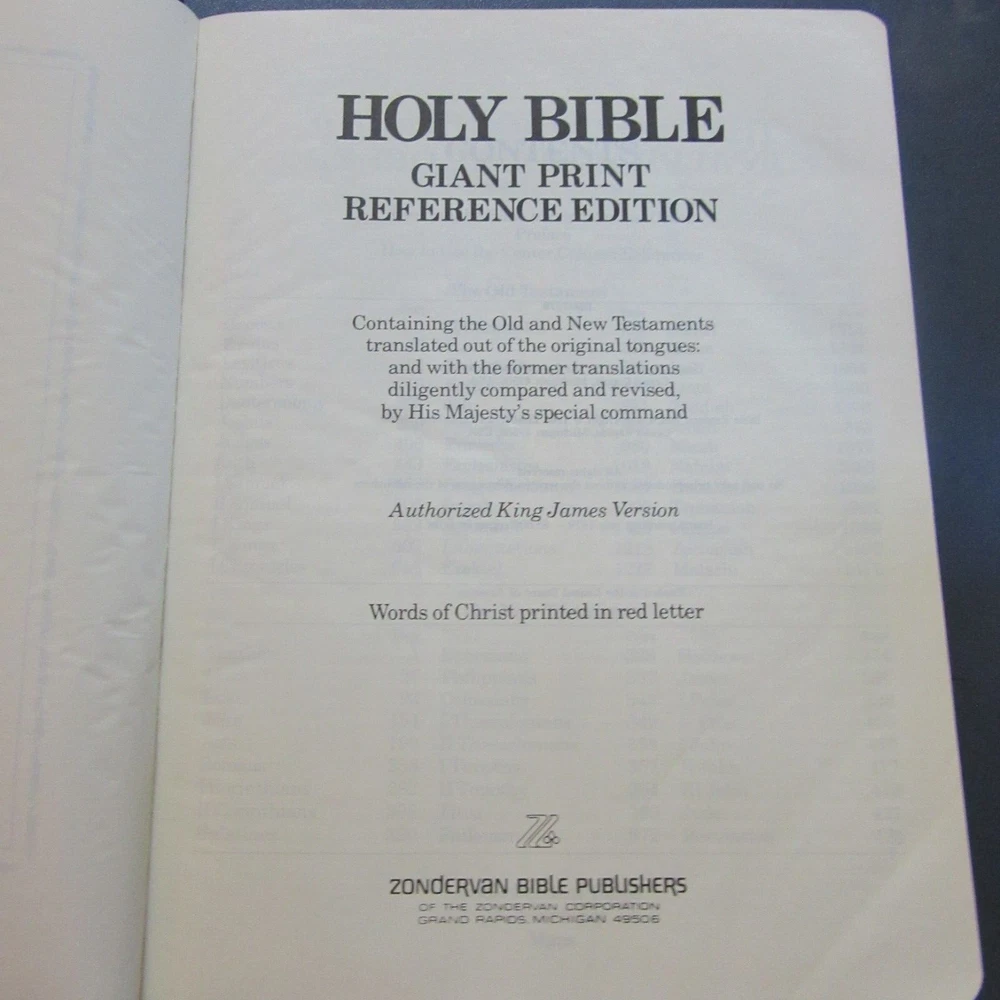 HOLY BIBLE
GIANT PRINT
REFERENCE EDITION
Containing the Old and New Testaments
translated out of the original tongues:
and with the former translations
diligently compared and revised,
by His Majesty's special command
Authorized King James Version
Words of Christ printed in red letter
ZONDERVAN BIBLE PUBLISHERS
OF THE ZONDERVAN CORPORATION
GRAND RAPIDS, MICHIGAN 49506